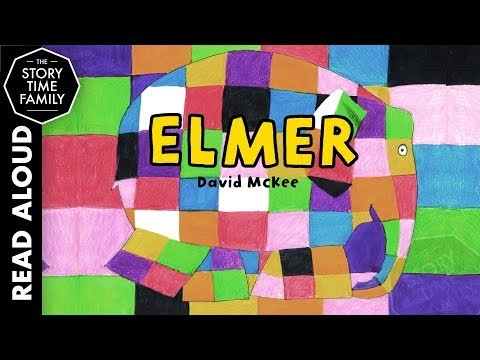 THE
STORY
TIME
FAMILY
READ ALOUD
ELMER
David McKee